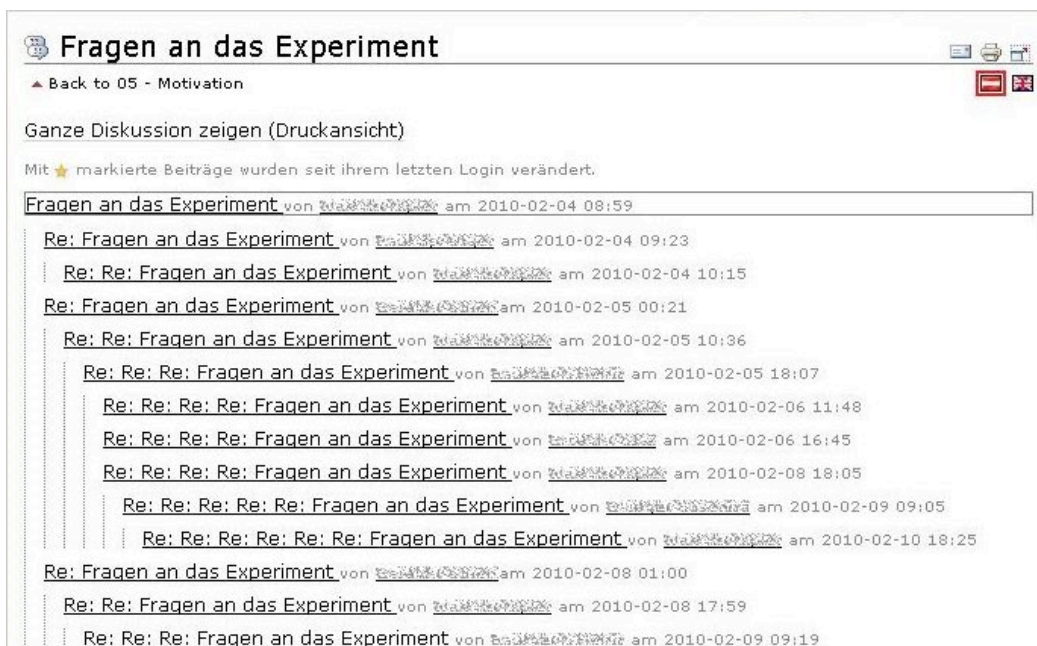 Fragen an das Experiment
Back to 05 - Motivation
Ganze Diskussion zeigen (Druckansicht)
Mit markierte Beiträge wurden seit ihrem letzten Login verändert.
Fragen an das Experiment von am 2010-02-04 08:59
Re: Fragen an das Experiment von am 2010-02-04 09:23
Re: Re: Fragen an das Experiment von am 2010-02-04 10:15
Re: Fragen an das Experiment von am 2010-02-05 00:21
Re: Re: Fragen an das Experiment von am 2010-02-05 10:36
Re: Re: Re: Fragen an das Experiment von am 2010-02-05 18:07
Re: Re: Re: Re: Fragen an das Experiment von am 2010-02-06 11:48
Re: Re: Re: Re: Fragen an das Experiment von am 2010-02-06 16:45
Re: Re: Re: Re: Fragen an das Experiment von am 2010-02-08 18:05
Re: Re: Re: Re: Re: Fragen an das Experiment von am 2010-02-09 09:05
Re: Re: Re: Re: Re: Re: Fragen an das Experiment von am 2010-02-10 18:25
Re: Fragen an das Experiment von am 2010-02-08 01:00
Re: Re: Fragen an das Experiment von am 2010-02-08 17:59
Re: Re: Re: Fragen an das Experiment von am 2010-02-09 09:19